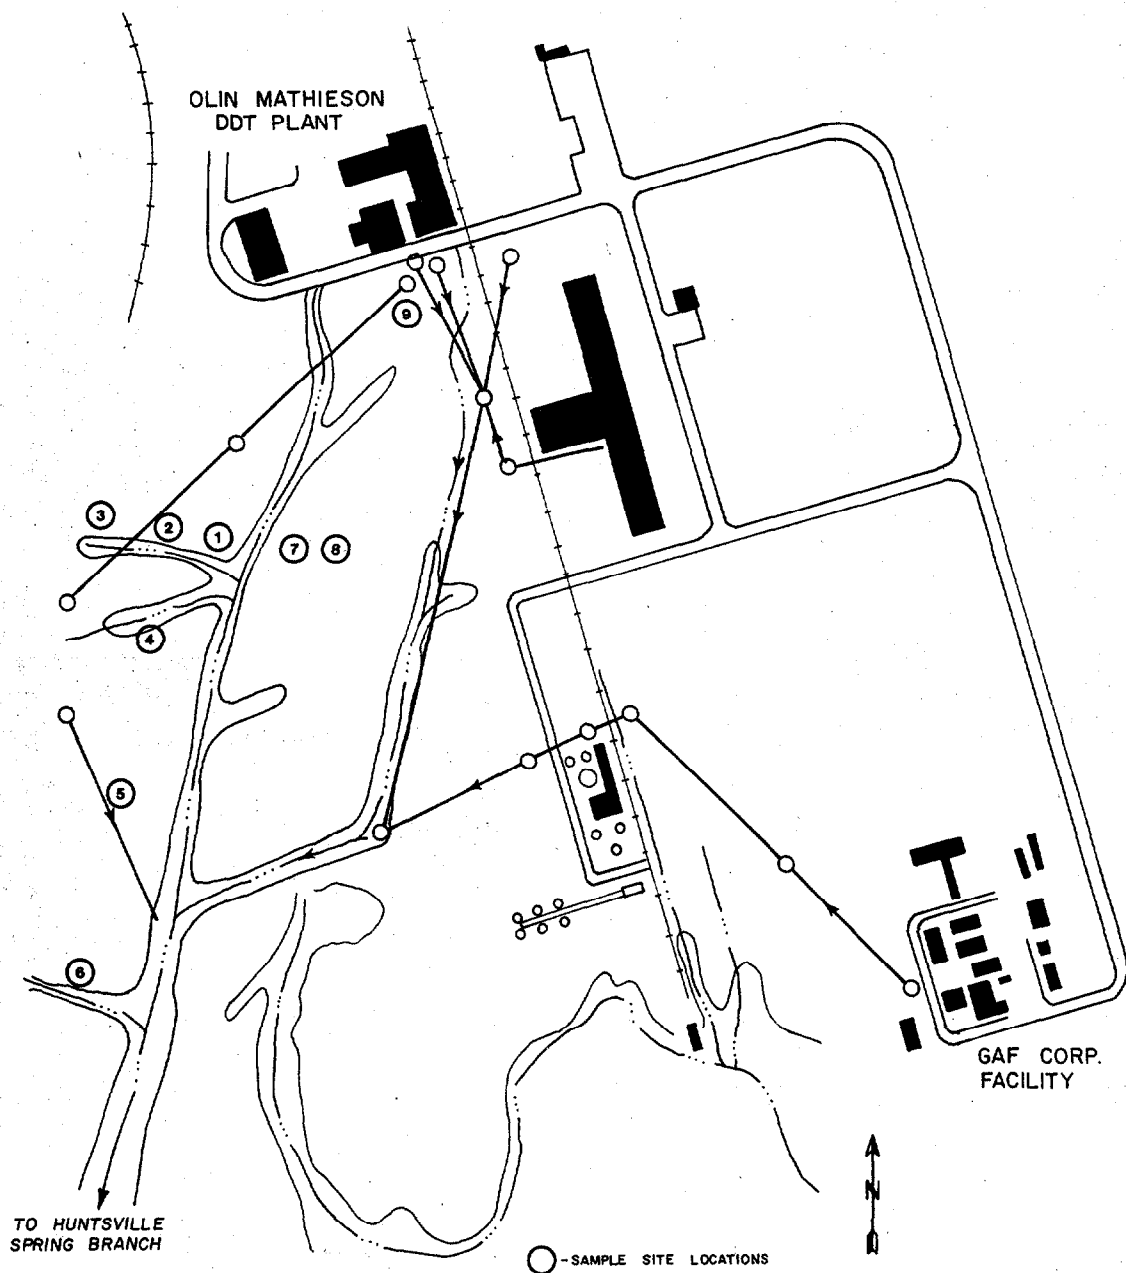 OLIN MATHIESON
DDT PLANT
9
3
2
1
7
8
4
5
6
GAF CORP.
FACILITY
N
TO HUNTSVILLE
SPRING BRANCH
-SAMPLE SITE LOCATIONS